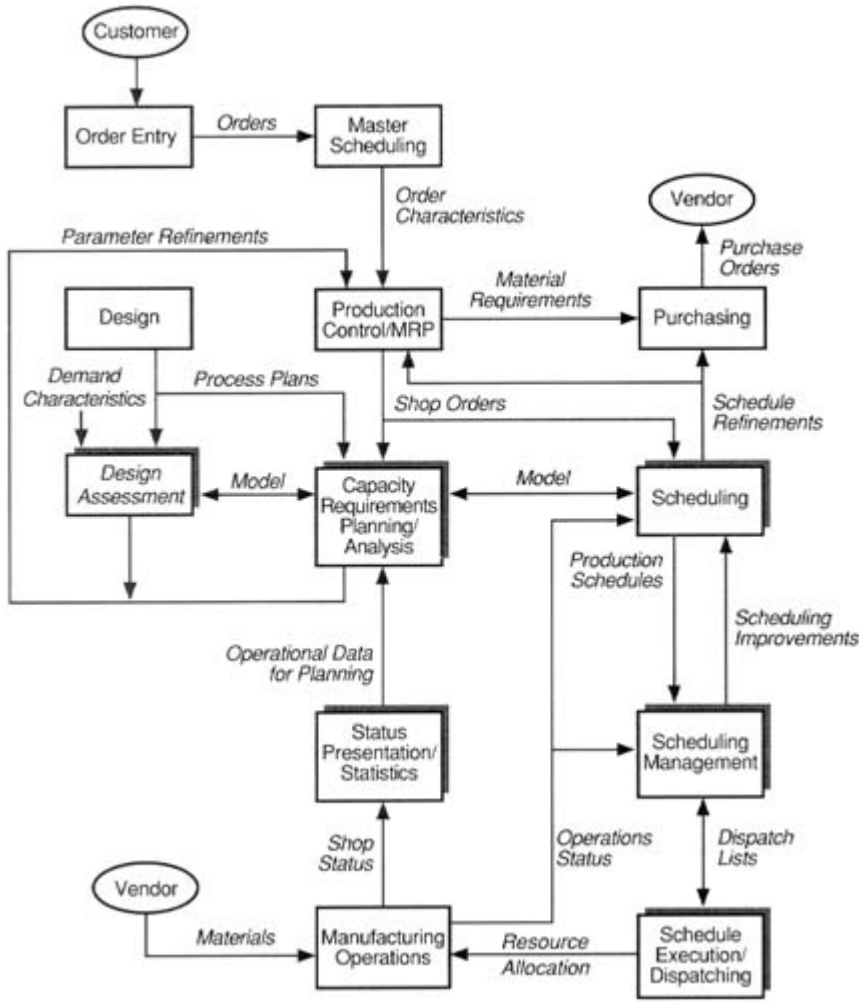 Customer
Order Entry
Orders
Master
Scheduling
Order
Characteristics
Vendor
Parameter Refinements
Purchase
Orders
Material
Requirements
Design
Production
Control/MRP
Purchasing
Demand
Characteristics
Process Plans
Shop Orders
Schedule
Refinements
Design
Assessment
Model
Capacity
Requirements
Planning/
Analysis
Model
Scheduling
Production
Schedules
Scheduling
Improvements
Operational Data
for Planning
Status
Presentation/
Statistics
Scheduling
Management
Shop
Status
Operations
Status
Dispatch
Lists
Vendor
Materials
Manufacturing
Operations
Resource
Allocation
Schedule
Execution/
Dispatching